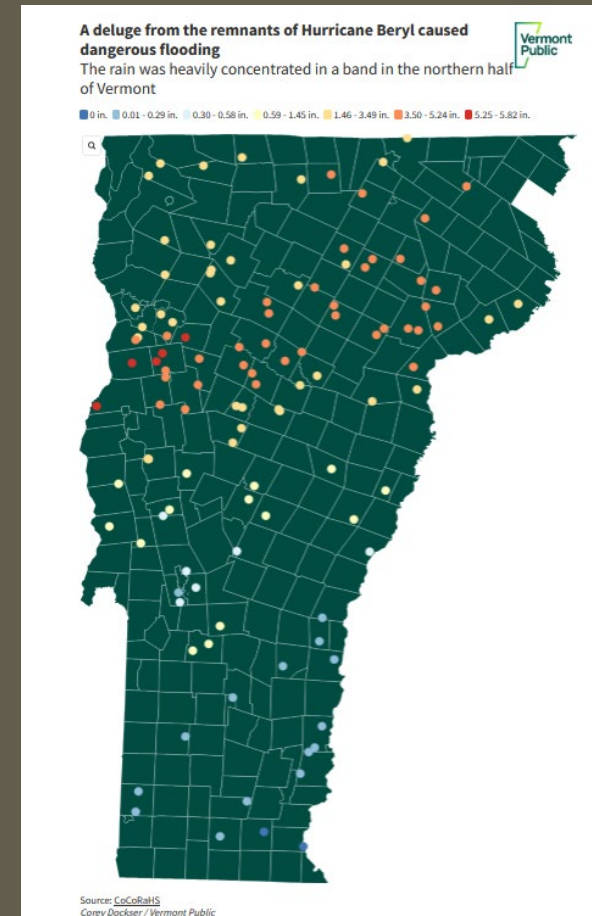 A deluge from the remnants of Hurricane Beryl caused
dangerous flooding
Vermont
Public
The rain was heavily concentrated in a band in the northern half
of Vermont
0 in. 0.01 - 0.29 in. 0.30 - 0.58 in. 0.59 - 1.45 in. 1.46 - 3.49 in. 3.50 - 5.24 in. 5.25 - 5.82 in.
Source: CoCoRaHS
Corey Dockser / Vermont Public